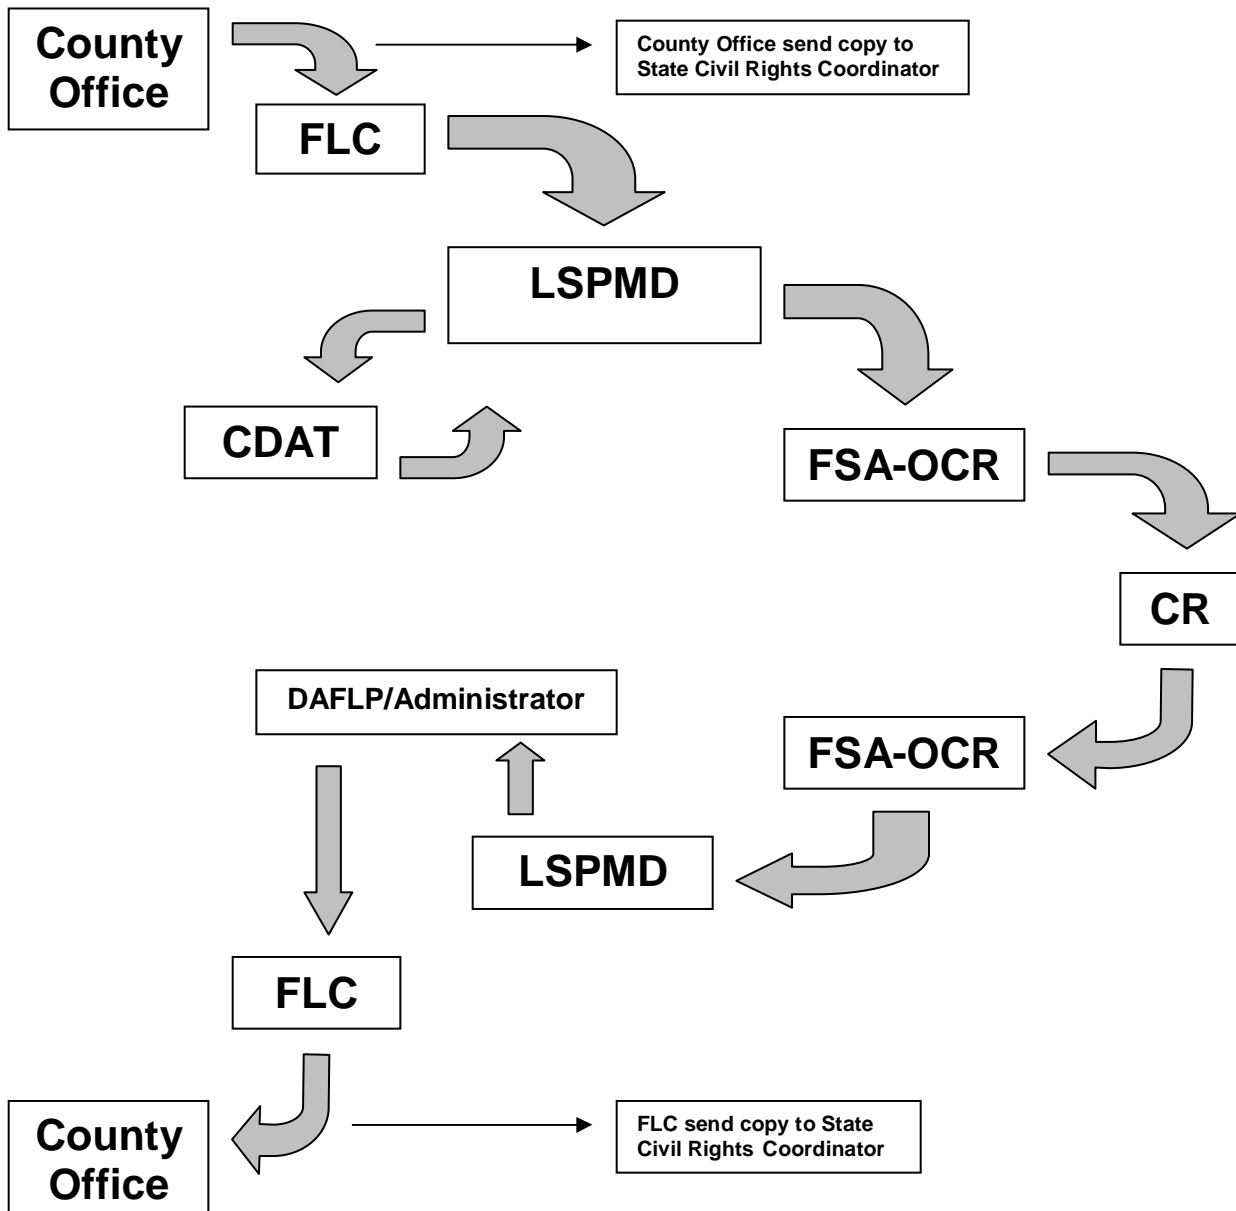 County
Office
County Office send copy to
State Civil Rights Coordinator
FLC
LSPMD
CDAT
FSA-OCR
CR
DAFLP/Administrator
FSA-OCR
LSPMD
FLC
County
Office
FLC send copy to State
Civil Rights Coordinator